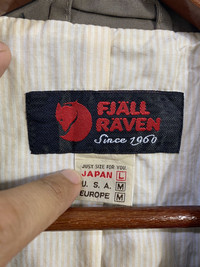 FJÄLL
RÄVEN
Since 1960
JUST SIZE FOR YOU.
JAPAN L
U. S. A. M
EUROPE M